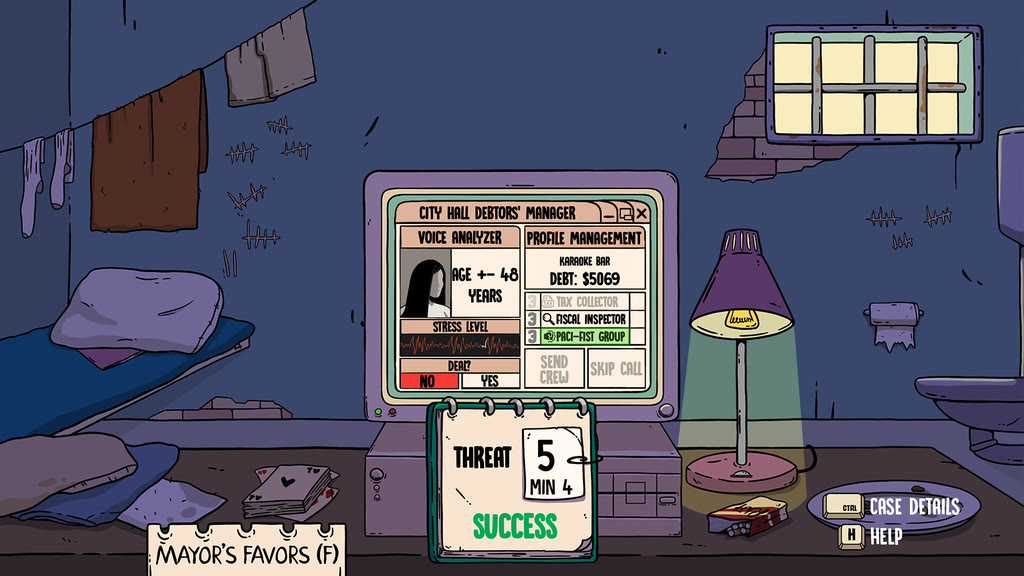 CITY HALL DEBTORS' MANAGER
VOICE ANALYZER
AGE +- 48
YEARS
STRESS LEVEL
DEAL?
NO YES
PROFILE MANAGEMENT
KARAOKE BAR
DEBT: $5069
3 TAX COLLECTOR
3 FISCAL INSPECTOR
3 PACI-FIST GROUP
SEND
CREW
SKIP CALL
THREAT
5
MIN 4
SUCCESS
MAYOR'S FAVORS (F)
CTRL CASE DETAILS
H HELP